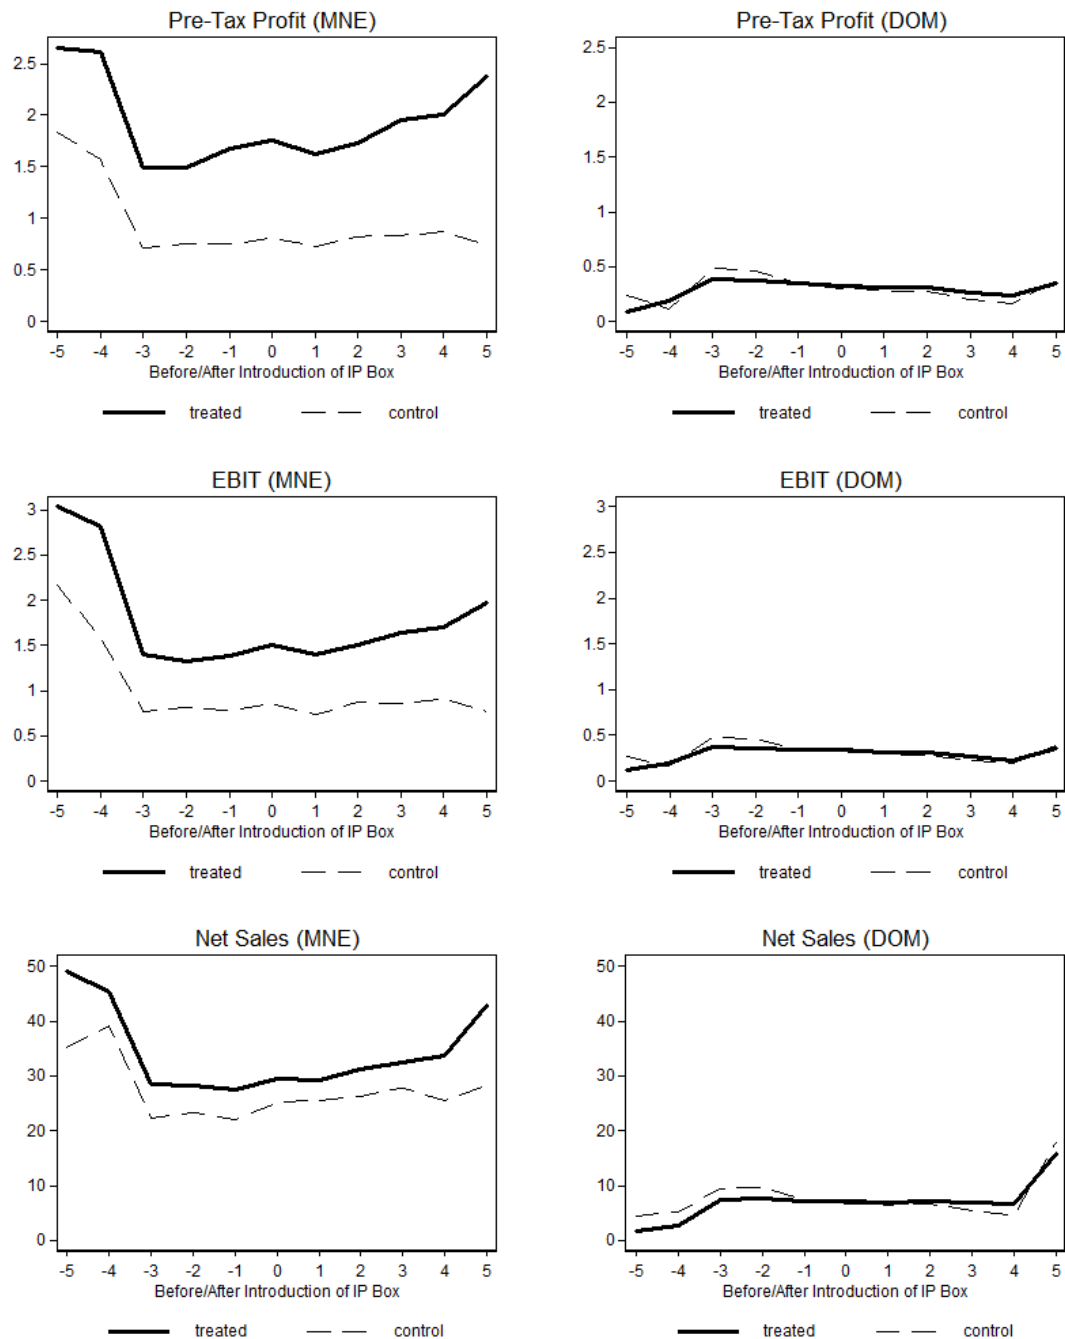 Pre-Tax Profit (MNE)
2.5
2
1.5
1
0.5
0
-5 -4 -3 -2 -1 0 1 2 3 4 5
Before/After Introduction of IP Box
treated control
Pre-Tax Profit (DOM)
2.5
2
1.5
1
0.5
0
-5 -4 -3 -2 -1 0 1 2 3 4 5
Before/After Introduction of IP Box
treated control
EBIT (MNE)
3
2.5
2
1.5
1
0.5
0
-5 -4 -3 -2 -1 0 1 2 3 4 5
Before/After Introduction of IP Box
treated control
EBIT (DOM)
3
2.5
2
1.5
1
0.5
0
-5 -4 -3 -2 -1 0 1 2 3 4 5
Before/After Introduction of IP Box
treated control
Net Sales (MNE)
50
40
30
20
10
0
-5 -4 -3 -2 -1 0 1 2 3 4 5
Before/After Introduction of IP Box
treated control
Net Sales (DOM)
50
40
30
20
10
0
-5 -4 -3 -2 -1 0 1 2 3 4 5
Before/After Introduction of IP Box
treated control